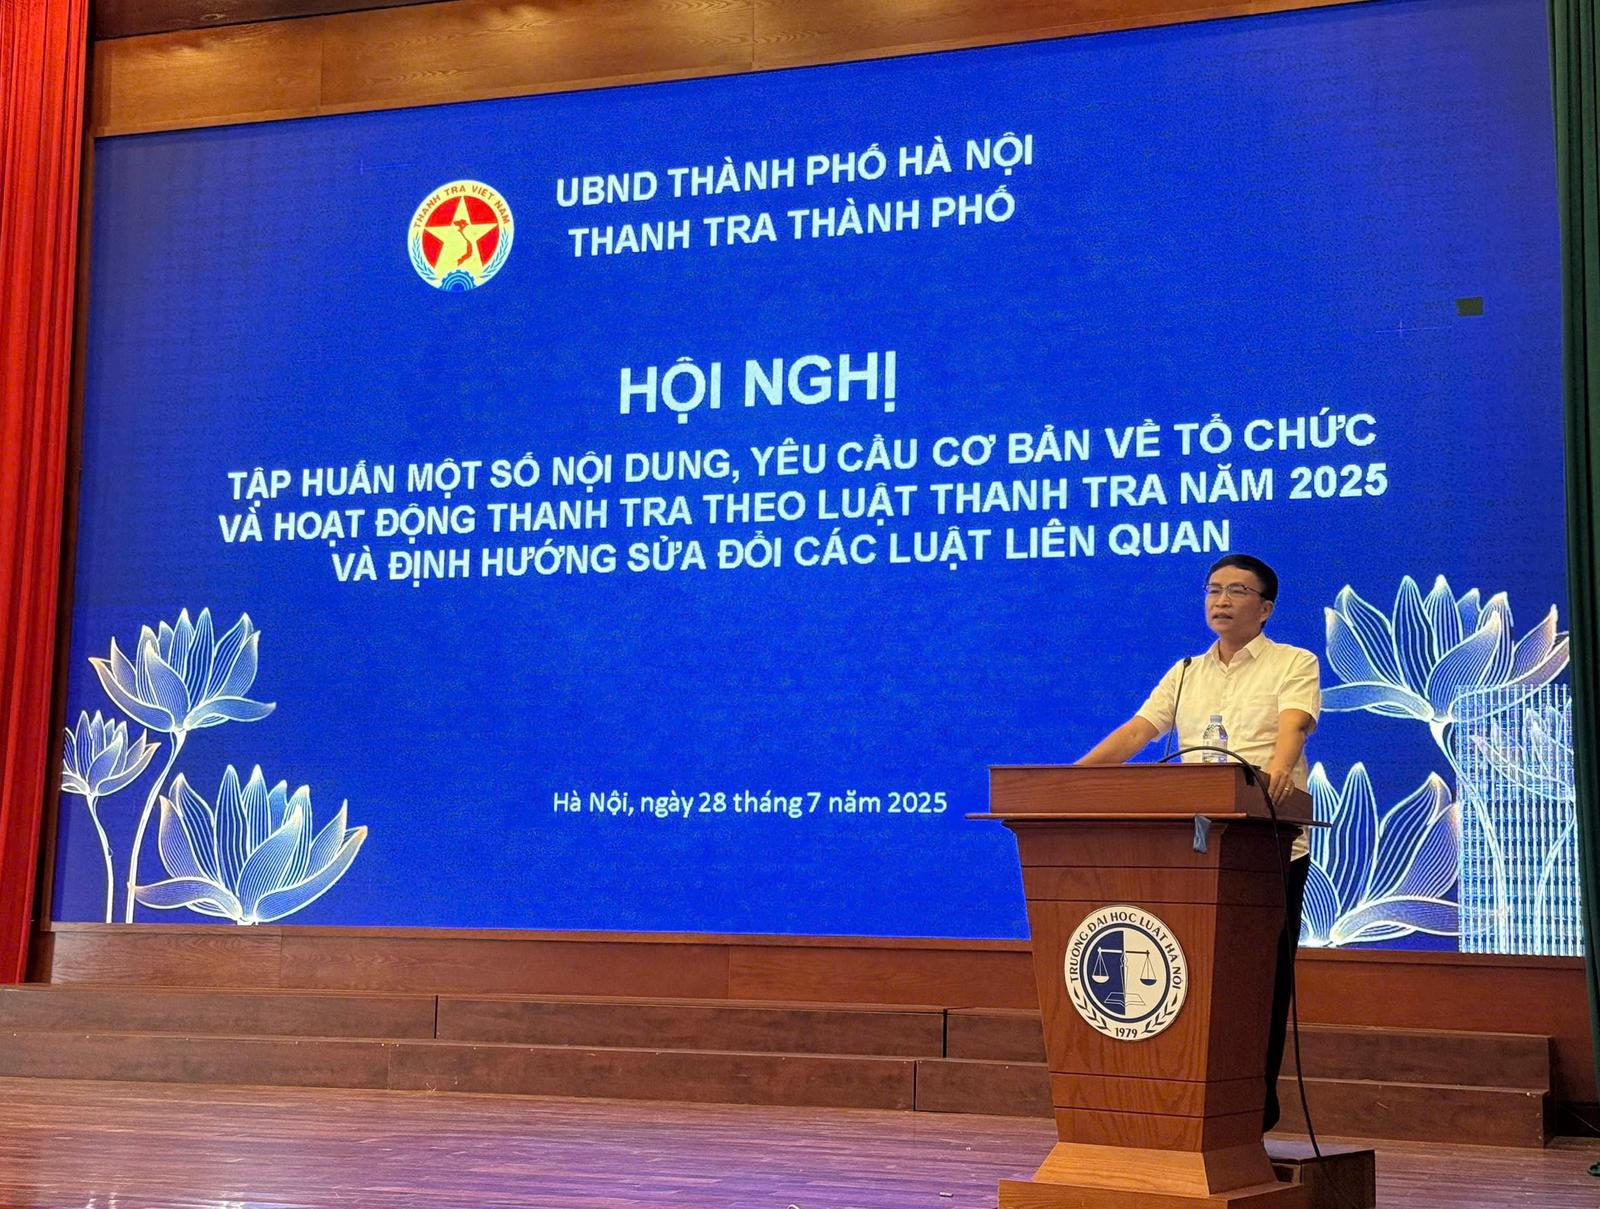 THANH TRA VIỆT NAM
UBND THÀNH PHỐ HÀ NỘI
THANH TRA THÀNH PHỐ
HỘI NGHỊ
TẬP HUẤN MỘT SỐ NỘI DUNG, YÊU CẦU CƠ BẢN VỀ TỔ CHỨC
VÀ HOẠT ĐỘNG THANH TRA THEO LUẬT THANH TRA NĂM 2025
VÀ ĐỊNH HƯỚNG SỬA ĐỔI CÁC LUẬT LIÊN QUAN
Hà Nội, ngày 28 tháng 7 năm 2025
TRƯỜNG ĐẠI HỌC LUẬT HÀ NỘI
1979